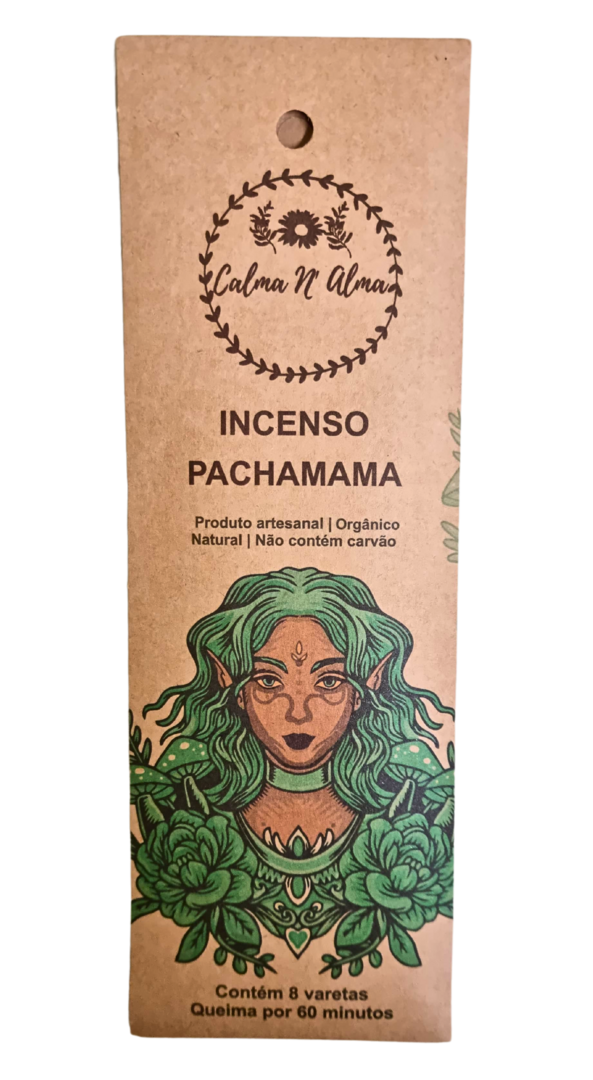 Calma N' Alma
INCENSO
PACHAMAMA
Produto artesanal | Orgânico
Natural | Não contém carvão
Contém 8 varetas
Queima por 60 minutos